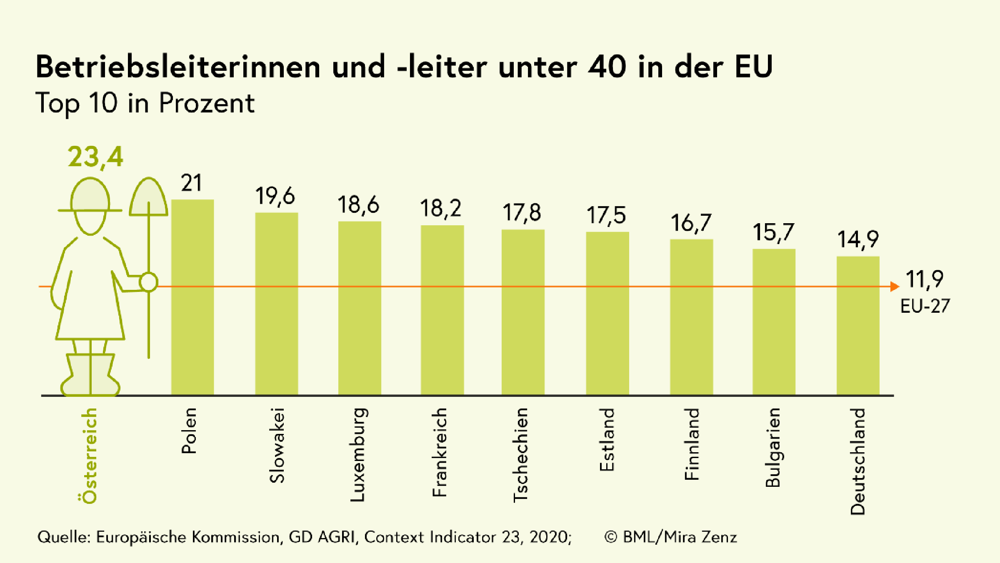 Betriebsleiterinnen und -leiter unter 40 in der EU
Top 10 in Prozent
23,4
21
19,6
18,6
18,2
17,8
17,5
16,7
15,7
14,9
11,9
EU-27
Österreich
Polen
Slowakei
Luxemburg
Frankreich
Tschechien
Estland
Finnland
Bulgarien
Deutschland
Quelle: Europäische Kommission, GD AGRI, Context Indicator 23, 2020; © BML/Mira Zenz